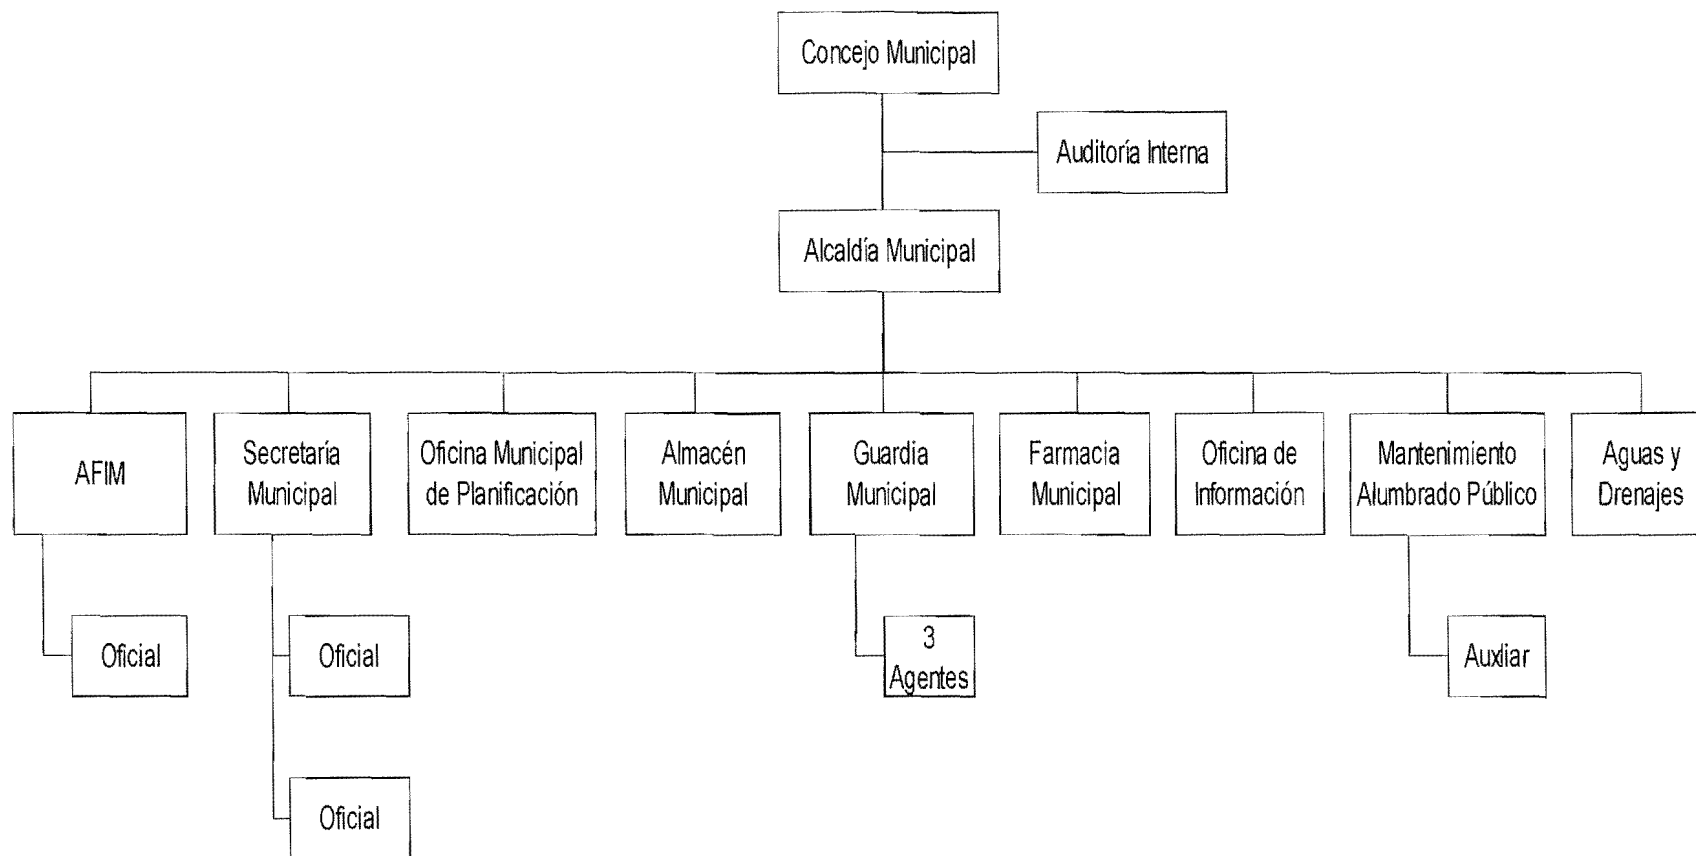 Concejo Municipal
Auditoría Interna
Alcaldía Municipal
AFIM
Secretaría
Municipal
Oficina Municipal
de Planificación
Almacén
Municipal
Guardia
Municipal
Farmacia
Municipal
Oficina de
Información
Mantenimiento
Alumbrado Público
Aguas y
Drenajes
Oficial
Oficial
3
Agentes
Auxliar
Oficial